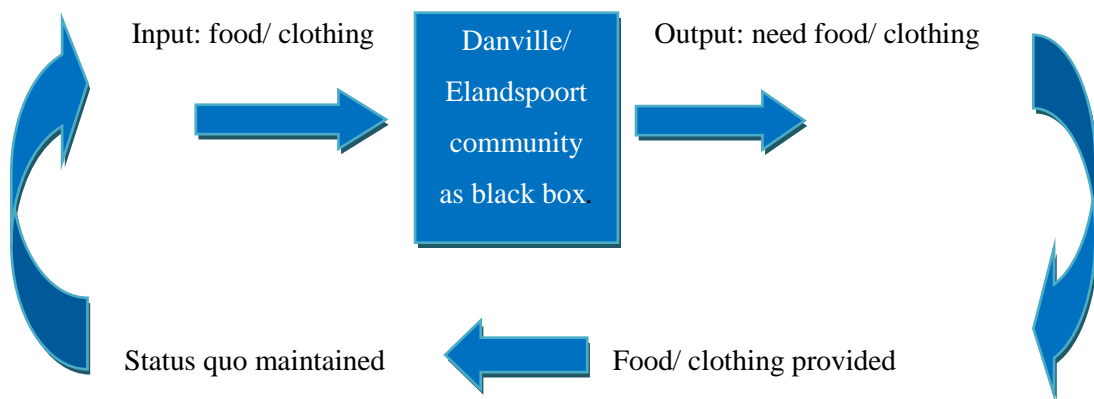 Input: food/ clothing
Danville/
Elandspoort
community
as black box.
Output: need food/ clothing
Status quo maintained
Food/ clothing provided